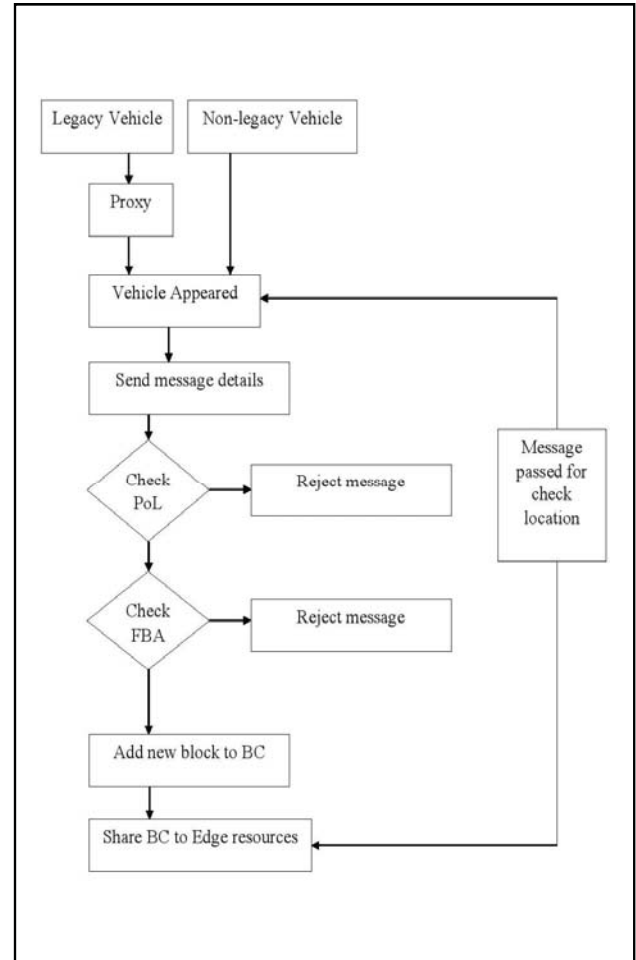 Legacy Vehicle
Non-legacy Vehicle
Proxy
Vehicle Appeared
Send message details
Check
PoL
Reject message
Message
passed for
check
location
Check
FBA
Reject message
Add new block to BC
Share BC to Edge resources